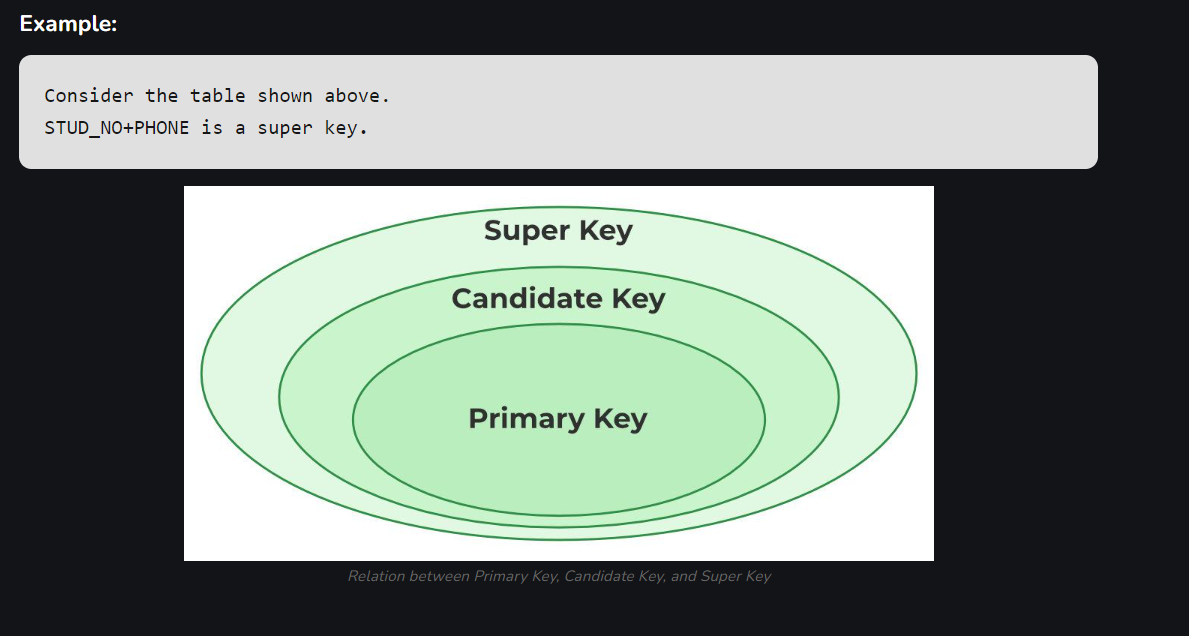 Example:
Consider the table shown above.
STUD_NO+PHONE is a super key.
Super Key
Candidate Key
Primary Key
Relation between Primary Key, Candidate Key, and Super Key